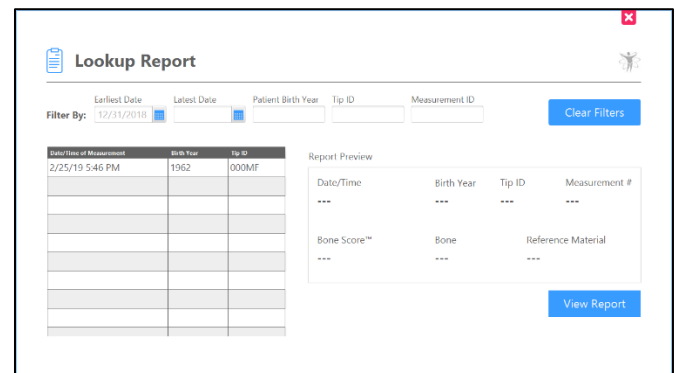 Lookup Report
Earliest Date Latest Date Patient Birth Year Tip ID Measurement ID
Filter By: 12/31/2018 Clear Filters
Date/Time of Measurement Birth Year Tip ID
2/25/19 5:46 PM 1962 000MF
Report Preview
Date/Time Birth Year Tip ID Measurement #
--- --- --- ---
Bone Score™ Bone Reference Material
--- --- ---
View Report